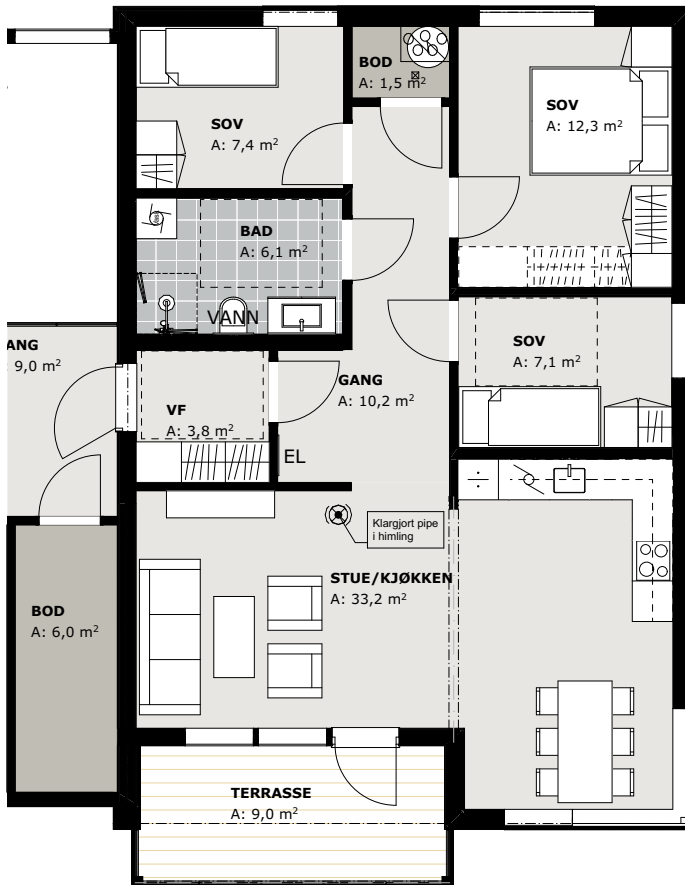 BOD
A: 1,5 m²
SOV
A: 7,4 m²
SOV
A: 12,3 m²
BAD
A: 6,1 m²
VANN
SOV
A: 7,1 m²
ANG
9,0 m²
GANG
A: 10,2 m²
VF
A: 3,8 m²
EL
Klargjort pipe
i himling
STUE/KJØKKEN
A: 33,2 m²
BOD
A: 6,0 m²
TERRASSE
A: 9,0 m²